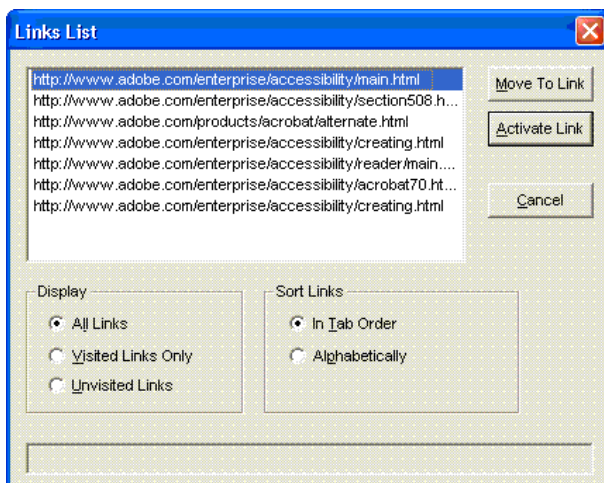 Links List
http://www.adobe.com/enterprise/accessibility/main.html
http://www.adobe.com/enterprise/accessibility/section508.h...
http://www.adobe.com/products/acrobat/alternate.html
http://www.adobe.com/enterprise/accessibility/creating.html
http://www.adobe.com/enterprise/accessibility/reader/main....
http://www.adobe.com/enterprise/accessibility/acrobat70.ht...
http://www.adobe.com/enterprise/accessibility/creating.html
Move To Link
Activate Link
Cancel
Display
All Links
Visited Links Only
Unvisited Links
Sort Links
In Tab Order
Alphabetically